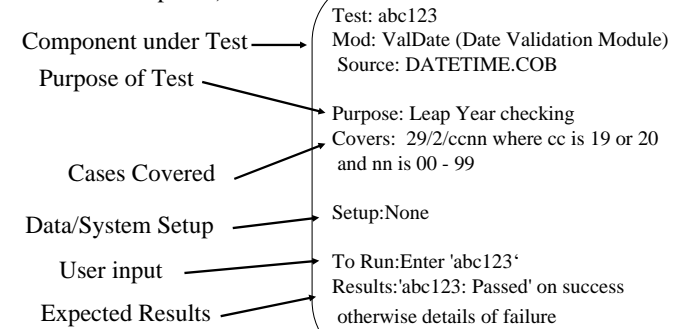 Test: abc123
Component under Test
Mod: ValDate (Date Validation Module)
Source: DATETIME.COB
Purpose of Test
Purpose: Leap Year checking
Covers: 29/2/ccnn where cc is 19 or 20
and nn is 00 - 99
Cases Covered
Setup:None
Data/System Setup
To Run:Enter 'abc123‘
User input
Results:'abc123: Passed' on success
Expected Results
otherwise details of failure